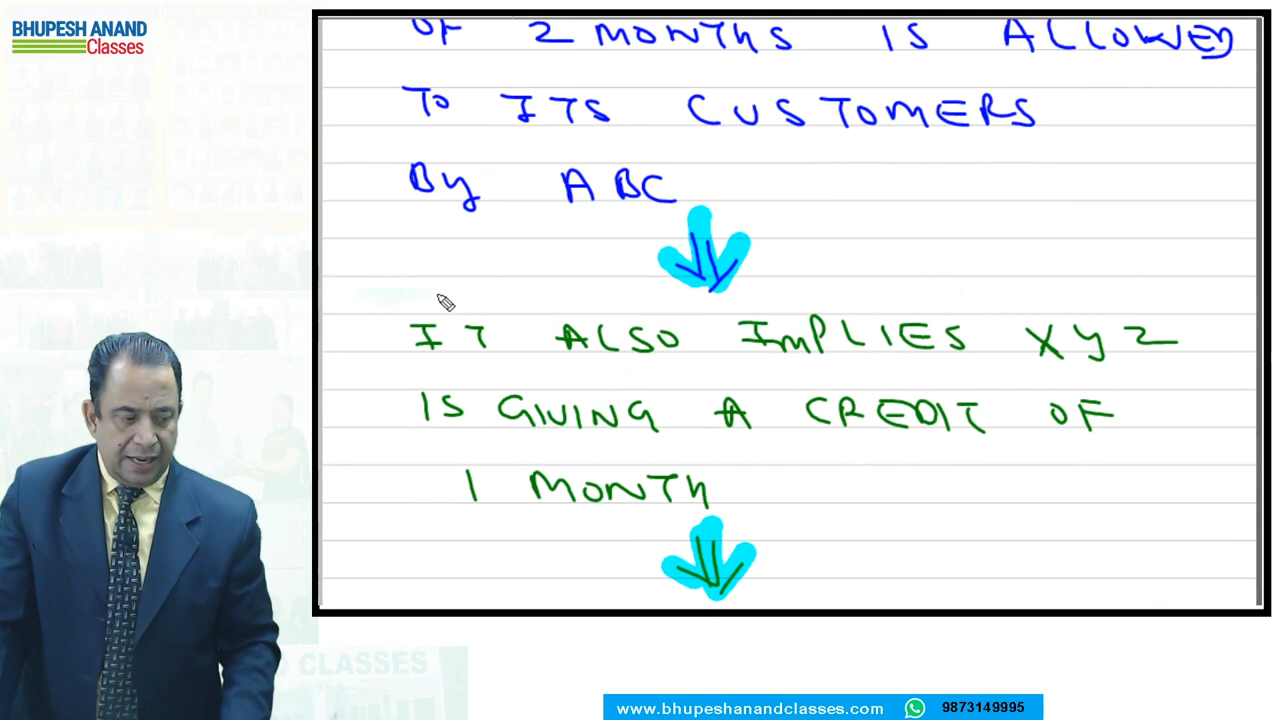 BHUPESH ANAND
Classes
OF 2 MONTHS IS ALLOWED
TO ITS CUSTOMERS
By ABC
IT ALSO IMPLIES XYZ
IS GIVING A CREDIT OF
1 MONTH
CLASSES
www.bhupeshanandclasses.com 9873149995